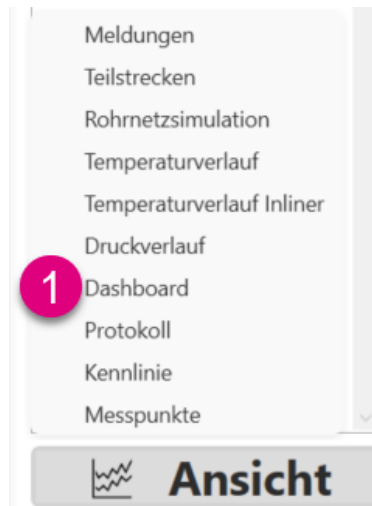 Meldungen
Teilstrecken
Rohrnetzsimulation
Temperaturverlauf
Temperaturverlauf Inliner
Druckverlauf
1 Dashboard
Protokoll
Kennlinie
Messpunkte
Ansicht